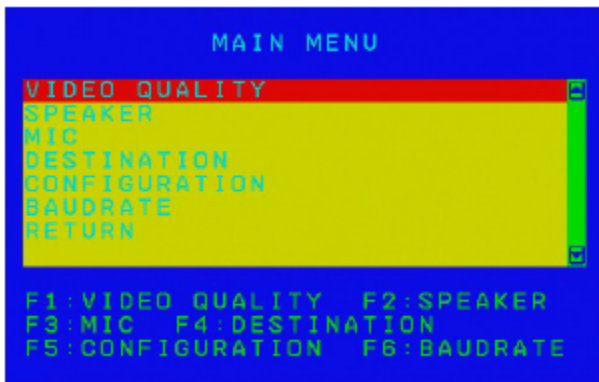 MAIN MENU
VIDEO QUALITY
SPEAKER
MIC
DESTINATION
CONFIGURATION
BAUDRATE
RETURN
F1:VIDEO QUALITY F2:SPEAKER
F3:MIC F4:DESTINATION
F5:CONFIGURATION F6:BAUDRATE